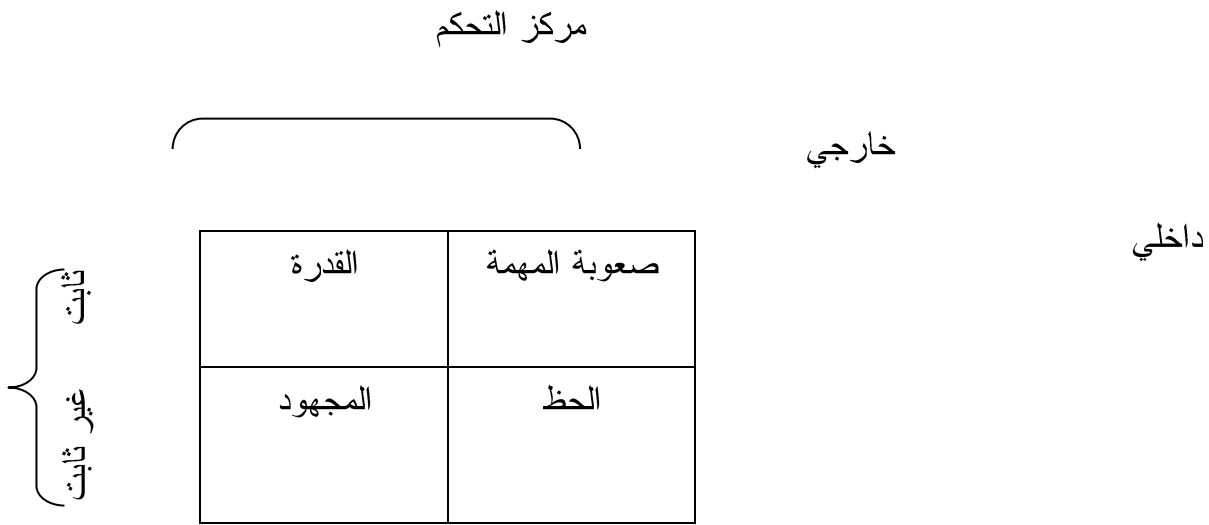 مركز التحكم
خارجي
داخلي
صعوبة المهمة
القدرة
الحظ
المجهود
ثابت
غير ثابت